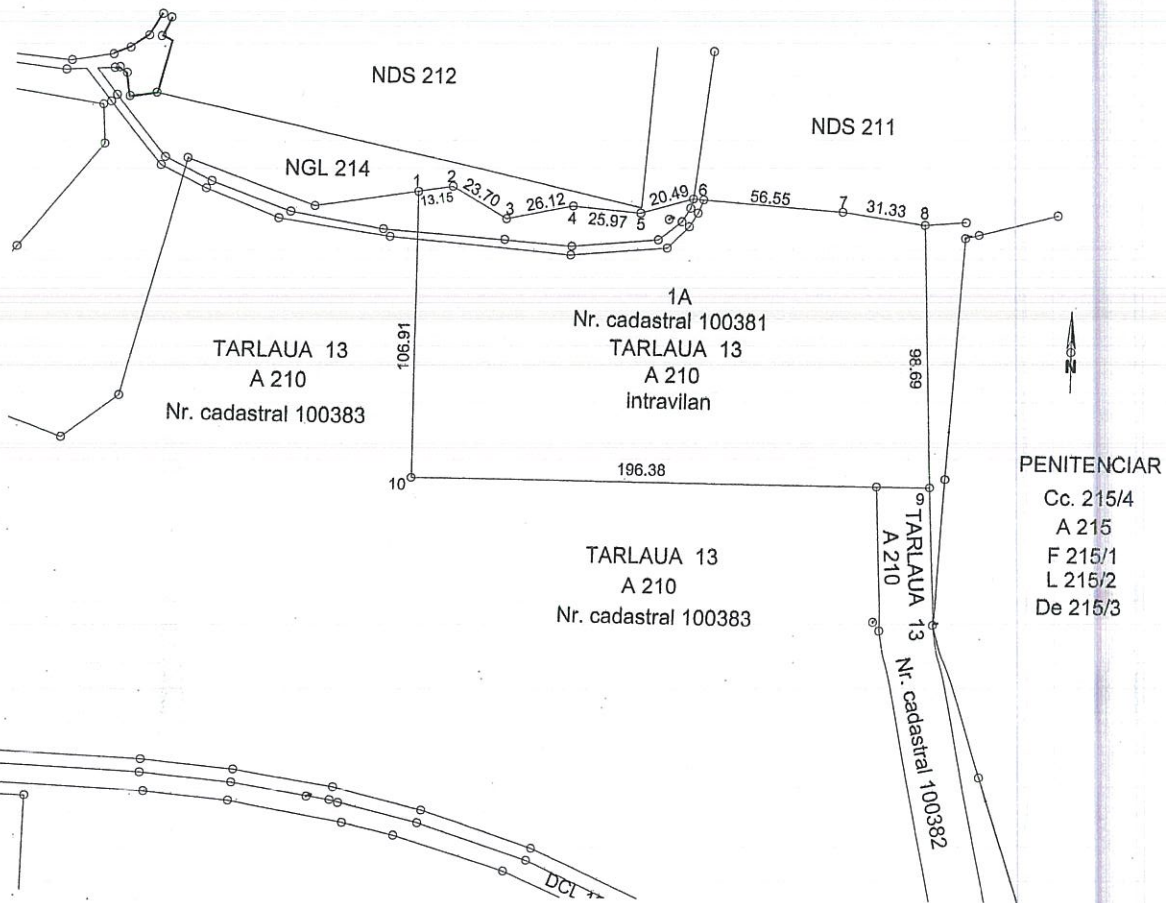 NDS 212
NDS 211
NGL 214
1
13.15
2
23.70
3
26.12
4
25.97
5
20.49
6
56.55
7
31.33
8
1A
Nr. cadastral 100381
TARLAUA 13
A 210
intravilan
106.91
98.69
TARLAUA 13
A 210
Nr. cadastral 100383
N
196.38
10
9
PENITENCIAR
Cc. 215/4
A 215
F 215/1
L 215/2
De 215/3
TARLAUA 13
A 210
Nr. cadastral 100382
TARLAUA 13
A 210
Nr. cadastral 100383
DCL